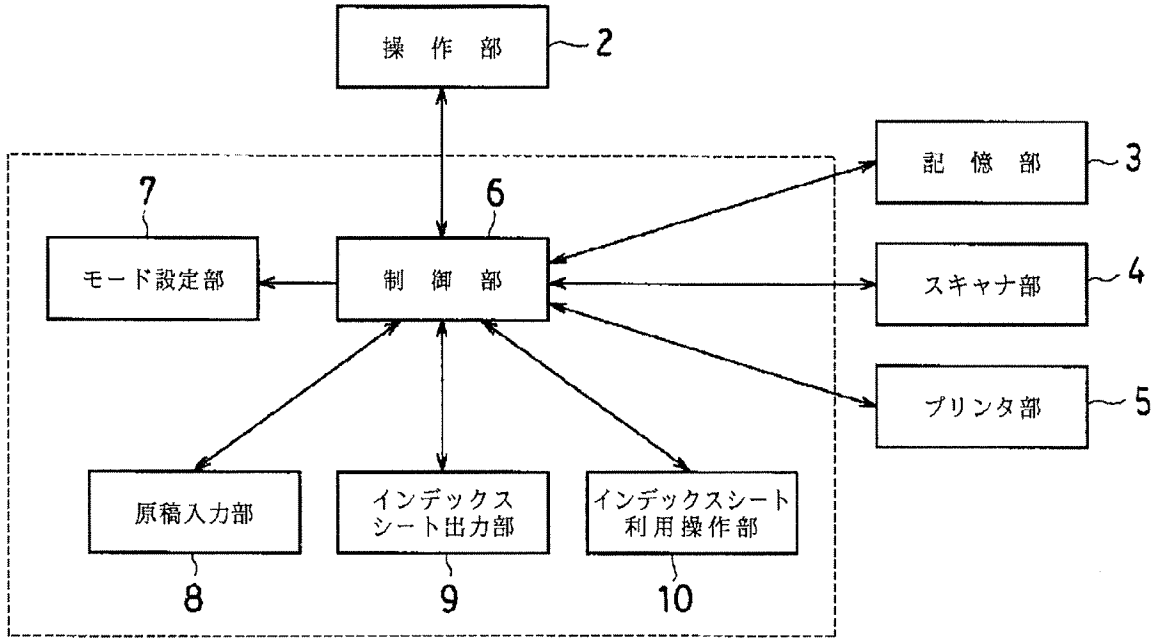 操作部
2
記憶部
3
7
6
モード設定部
制御部
スキャナ部
4
プリンタ部
5
原稿入力部
インデックス
シート出力部
インデックスシート
利用操作部
8
9
10